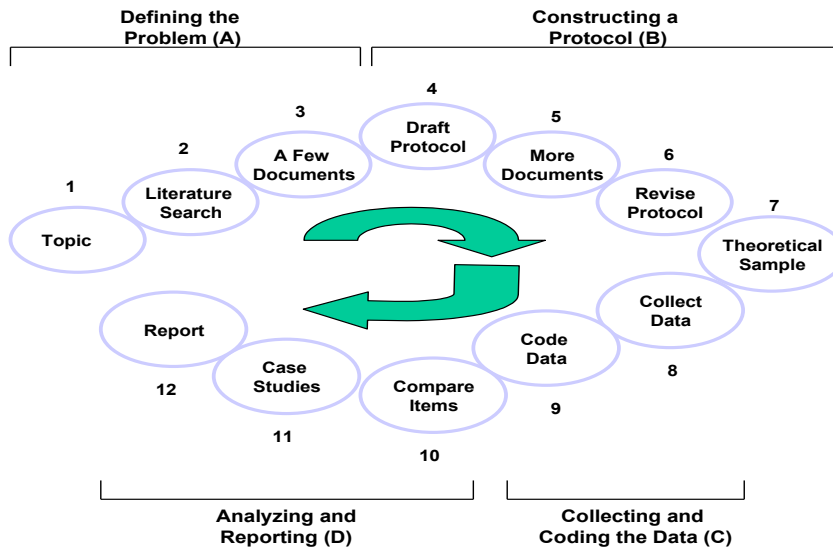 Defining the
Problem (A)
Constructing a
Protocol (B)
1
Topic
2
Literature
Search
3
A Few
Documents
4
Draft
Protocol
5
More
Documents
6
Revise
Protocol
7
Theoretical
Sample
Collect
Data
8
Code
Data
9
Compare
Items
10
Case
Studies
11
Report
12
Analyzing and
Reporting (D)
Collecting and
Coding the Data (C)